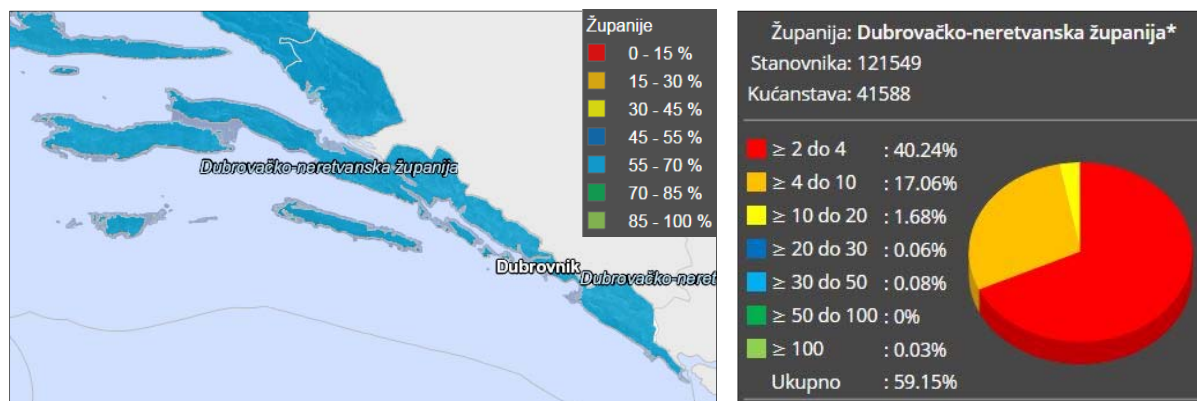 Županije
0 - 15 %
15 - 30 %
30 - 45 %
45 - 55 %
55 - 70 %
70 - 85 %
85 - 100 %
Dubrovačko-neretvanska županija
Dubrovnik
Dubrovačko-neret
Županija: Dubrovačko-neretvanska županija*
Stanovnika: 121549
Kućanstava: 41588
≥ 2 do 4 : 40.24%
≥ 4 do 10 : 17.06%
≥ 10 do 20 : 1.68%
≥ 20 do 30 : 0.06%
≥ 30 do 50 : 0.08%
≥ 50 do 100 : 0%
≥ 100 : 0.03%
Ukupno : 59.15%